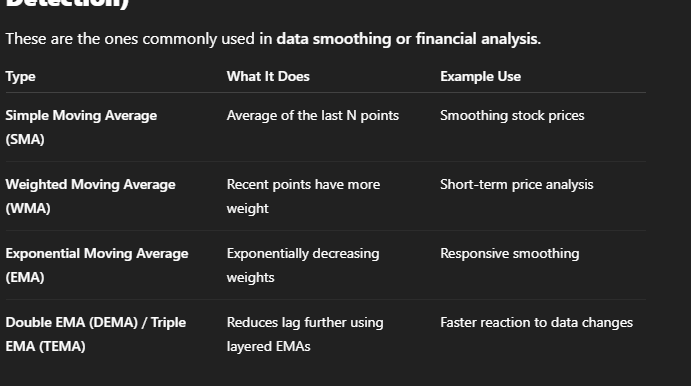 Detection)
These are the ones commonly used in data smoothing or financial analysis.
Type What It Does Example Use
Simple Moving Average (SMA) Average of the last N points Smoothing stock prices
Weighted Moving Average (WMA) Recent points have more weight Short-term price analysis
Exponential Moving Average (EMA) Exponentially decreasing weights Responsive smoothing
Double EMA (DEMA) / Triple EMA (TEMA) Reduces lag further using layered EMAs Faster reaction to data changes